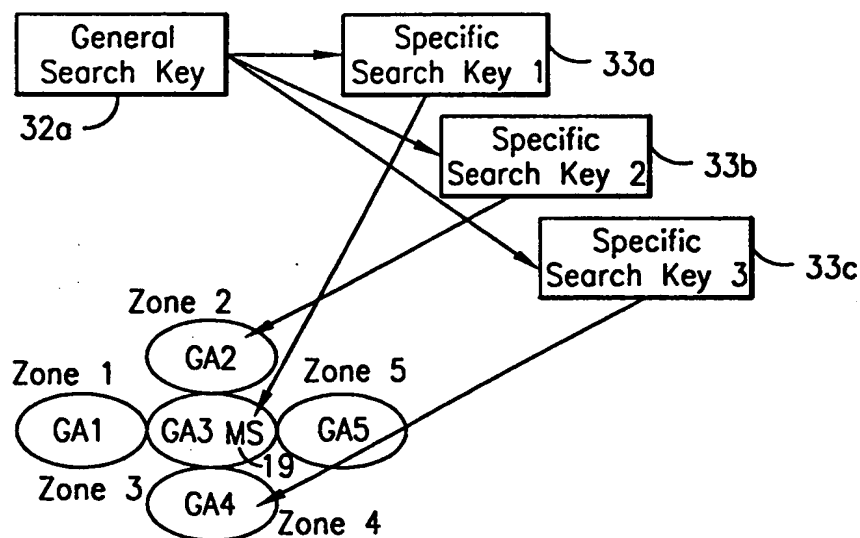 General
Search Key
32a
Specific
Search Key 1
33a
Specific
Search Key 2
33b
Specific
Search Key 3
33c
Zone 2
GA2
Zone 1
Zone 5
GA1
GA3 MS
GA5
19
Zone 3
GA4
Zone 4